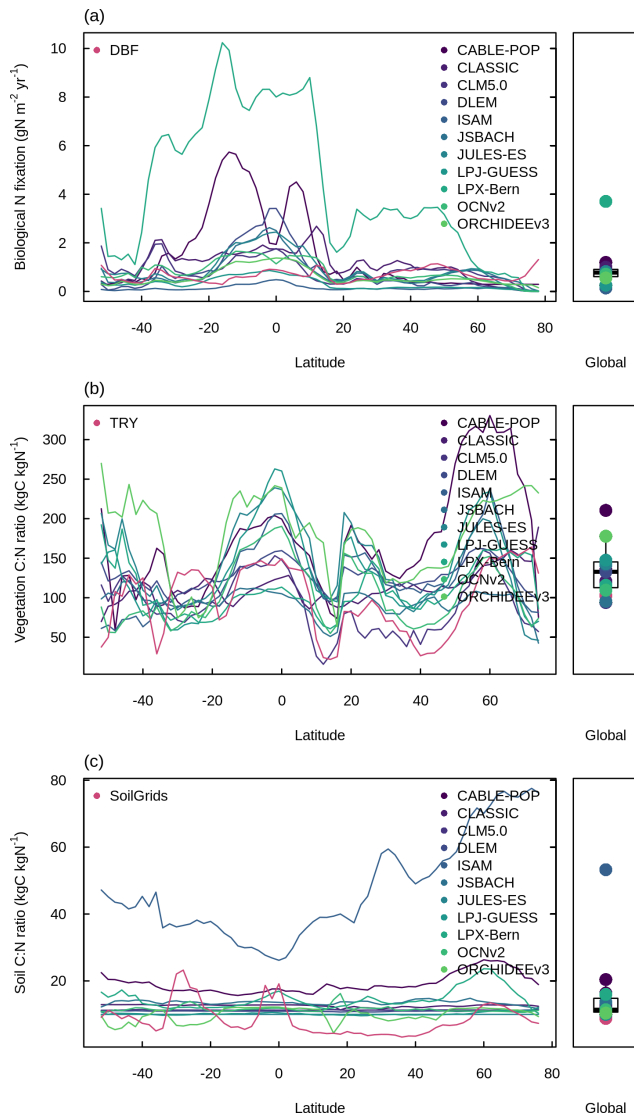 (a)
Biological N fixation (gN m-2 yr-1)
10
8
6
4
2
0
DBF
CABLE-POP
CLASSIC
CLM5.0
DLEM
ISAM
JSBACH
JULES-ES
LPJ-GUESS
LPX-Bern
OCNv2
ORCHIDEEv3
-40 -20 0 20 40 60 80
Latitude
Global
(b)
Vegetation C:N ratio (kgC kgN-1)
300
250
200
150
100
50
TRY
CABLE-POP
CLASSIC
CLM5.0
DLEM
ISAM
JSBACH
JULES-ES
LPJ-GUESS
LPX-Bern
OCNv2
ORCHIDEEv3
-40 -20 0 20 40 60
Latitude
Global
(c)
Soil C:N ratio (kgC kgN-1)
80
60
40
20
SoilGrids
CABLE-POP
CLASSIC
CLM5.0
DLEM
ISAM
JSBACH
JULES-ES
LPJ-GUESS
LPX-Bern
OCNv2
ORCHIDEEv3
-40 -20 0 20 40 60 80
Latitude
Global